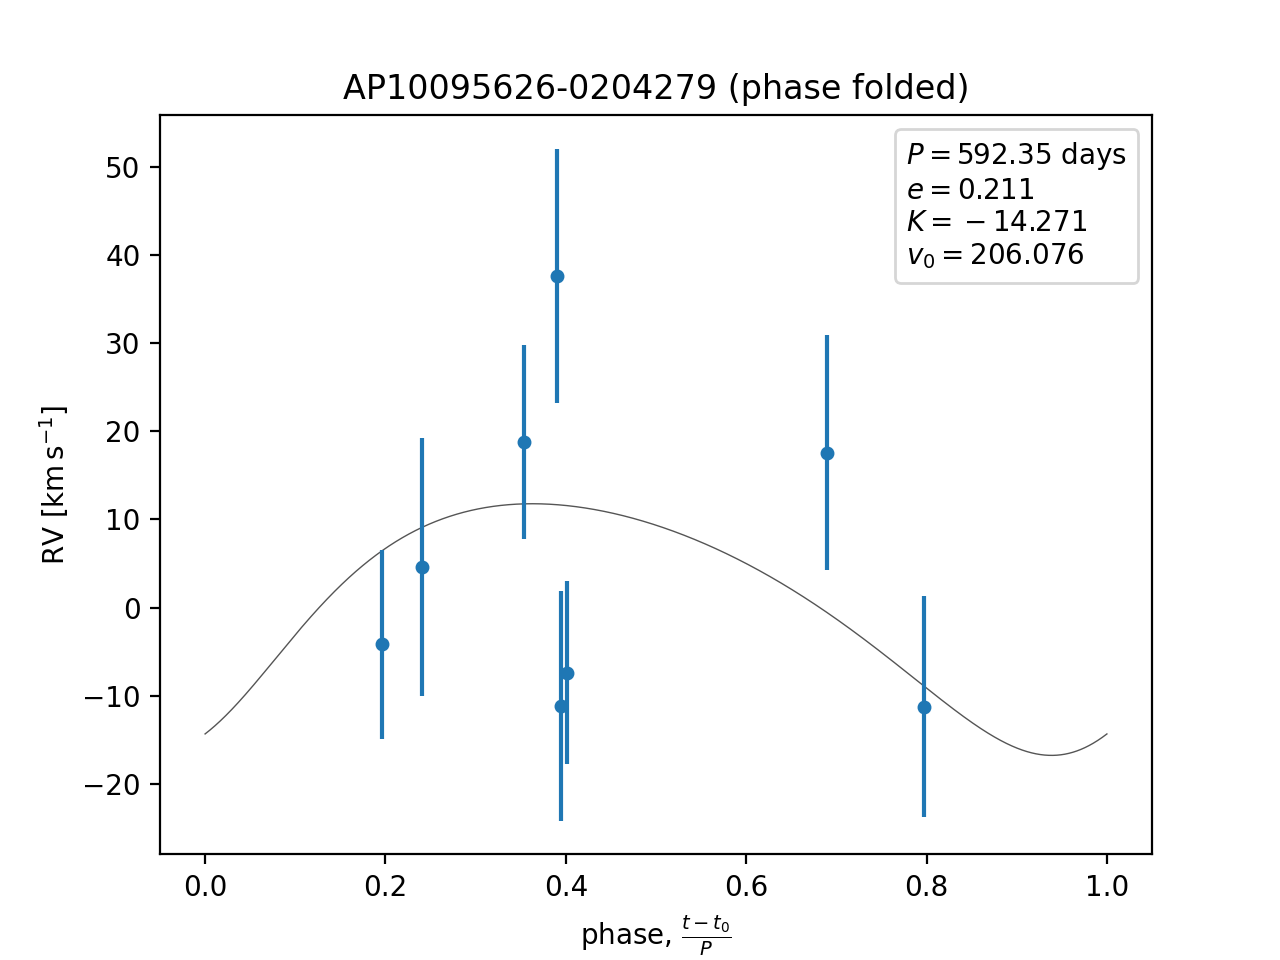 AP10095626-0204279 (phase folded)
P = 592.35 days
e = 0.211
K = −14.271
v₀ = 206.076
50
40
30
20
10
0
−10
−20
RV [km s⁻¹]
0.0 0.2 0.4 0.6 0.8 1.0
phase, (t − t₀)/P